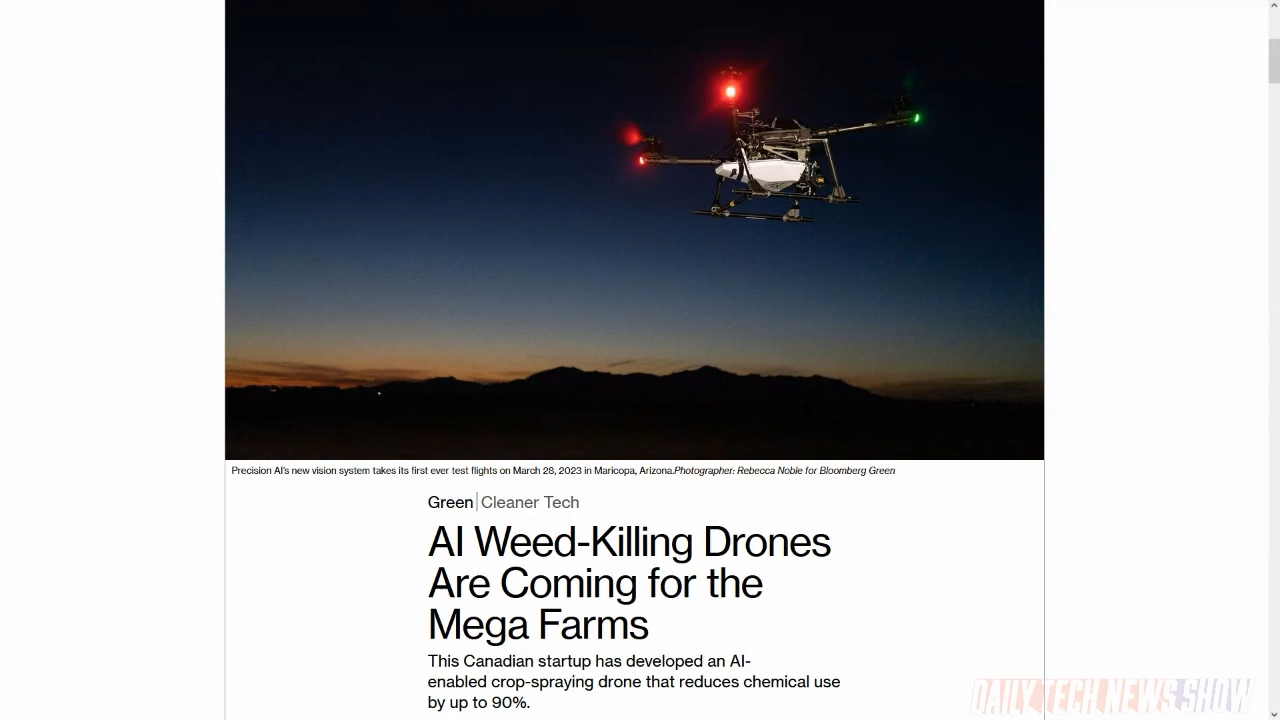 Precision AI's new vision system takes its first ever test flights on March 28, 2023 in Maricopa, Arizona.Photographer: Rebecca Noble for Bloomberg Green
Green|Cleaner Tech
AI Weed-Killing Drones
Are Coming for the
Mega Farms
This Canadian startup has developed an AI-
enabled crop-spraying drone that reduces chemical use
by up to 90%.
DAILY TECH NEWS SHOW